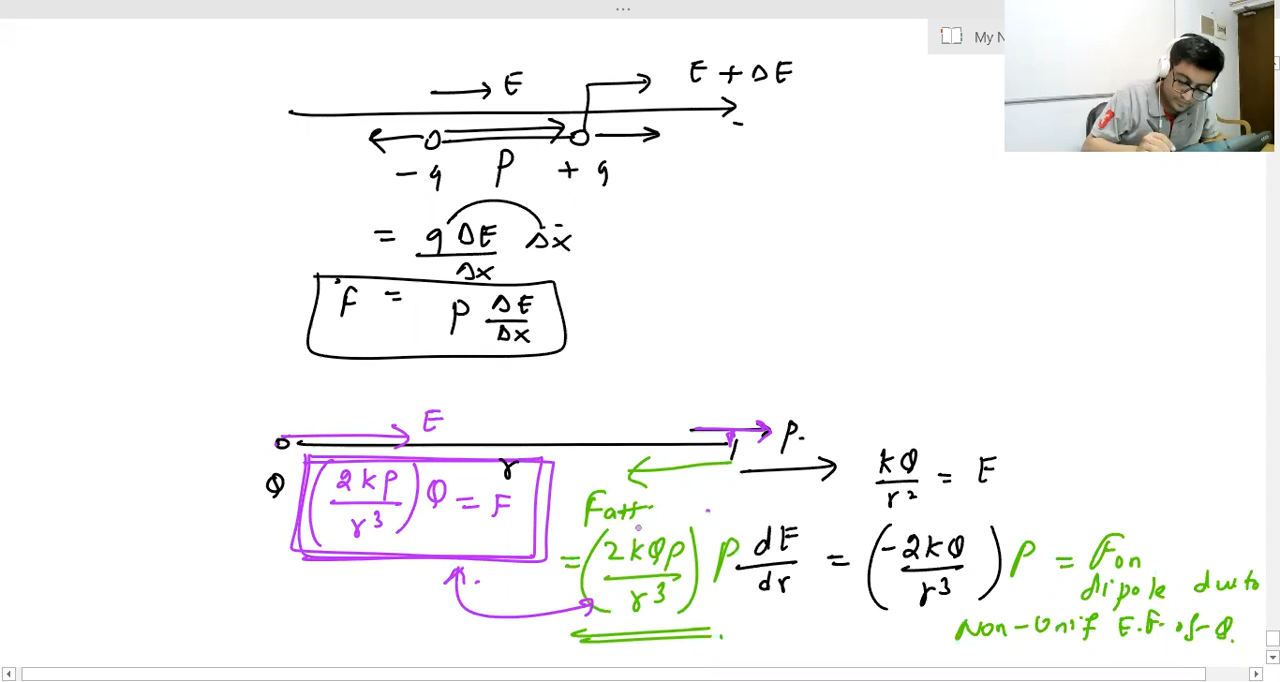 My N
E E + ΔE
-q P +q
= qΔE/Δx Δx
F = P ΔE/Δx
E
P.
Q r
kQ/r² = E
(2kp/r³) Q = F
Fatt.
= (2kQp/r³) P dE/dr = (-2kQ/r³) P = Fon
dipole due to
Non-Unif E.F. of Q.